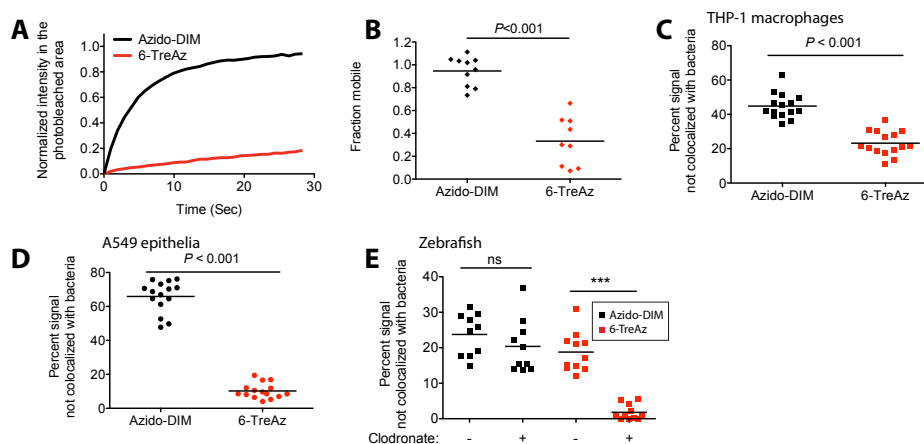 A
Normalized intensity in the
photobleached area
1.0
0.8
0.6
0.4
0.2
0.0
0
10
20
30
Time (Sec)
Azido-DIM
6-TreAz
B
P<0.001
Fraction mobile
1.2
1.0
0.8
0.6
0.4
0.2
0.0
Azido-DIM
6-TreAz
C
THP-1 macrophages
P < 0.001
Percent signal
not colocalized with bacteria
80
60
40
20
0
Azido-DIM
6-TreAz
D
A549 epithelia
P < 0.001
Percent signal
not colocalized with bacteria
80
60
40
20
0
Azido-DIM
6-TreAz
E
Zebrafish
ns
***
Percent signal
not colocalized with bacteria
40
30
20
10
0
Azido-DIM
6-TreAz
Clodronate: - + - +